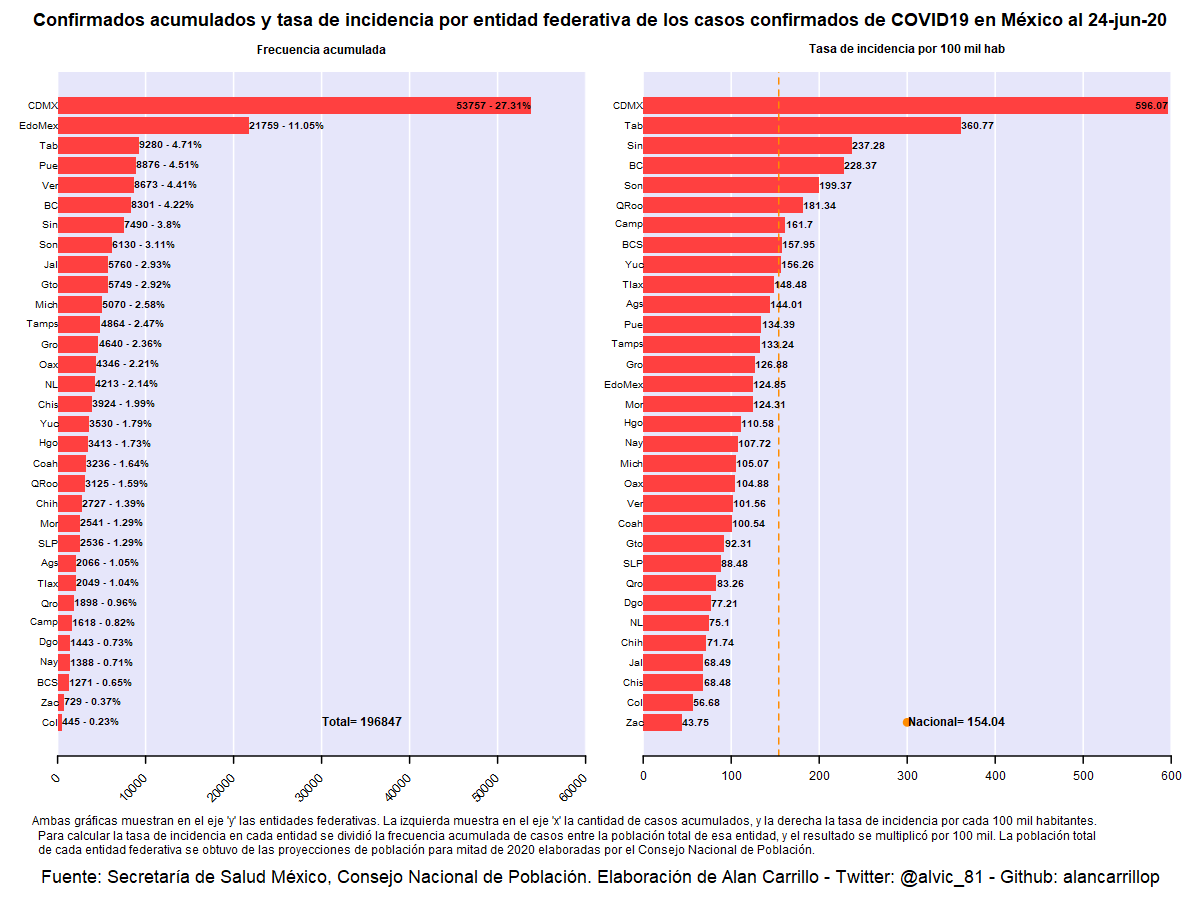 Confirmados acumulados y tasa de incidencia por entidad federativa de los casos confirmados de COVID19 en México al 24-jun-20
Frecuencia acumulada
CDMX 53757 - 27.31%
EdoMex 21759 - 11.05%
Tab 9280 - 4.71%
Pue 8876 - 4.51%
Ver 8673 - 4.41%
BC 8301 - 4.22%
Sin 7490 - 3.8%
Son 6130 - 3.11%
Jal 5760 - 2.93%
Gto 5749 - 2.92%
Mich 5070 - 2.58%
Tamps 4864 - 2.47%
Gro 4640 - 2.36%
Oax 4346 - 2.21%
NL 4213 - 2.14%
Chis 3924 - 1.99%
Yuc 3530 - 1.79%
Hgo 3413 - 1.73%
Coah 3236 - 1.64%
QRoo 3125 - 1.59%
Chih 2727 - 1.39%
Mor 2541 - 1.29%
SLP 2536 - 1.29%
Ags 2066 - 1.05%
Tlax 2049 - 1.04%
Qro 1898 - 0.96%
Camp 1618 - 0.82%
Dgo 1443 - 0.73%
Nay 1388 - 0.71%
BCS 1271 - 0.65%
Zac 729 - 0.37%
Col 445 - 0.23%
Total= 196847
0 10000 20000 30000 40000 50000 60000
Tasa de incidencia por 100 mil hab
CDMX 596.07
Tab 360.77
Sin 237.28
BC 228.37
Son 199.37
QRoo 181.34
Camp 161.7
BCS 157.95
Yuc 156.26
Tlax 148.48
Ags 144.01
Pue 134.39
Tamps 133.24
Gro 126.88
EdoMex 124.85
Mor 124.31
Hgo 110.58
Nay 107.72
Mich 105.07
Oax 104.88
Ver 101.56
Coah 100.54
Gto 92.31
SLP 88.48
Qro 83.26
Dgo 77.21
NL 75.1
Chih 71.74
Jal 68.49
Chis 68.48
Col 56.68
Zac 43.75
Nacional= 154.04
0 100 200 300 400 500 600
Ambas gráficas muestran en el eje 'y' las entidades federativas. La izquierda muestra en el eje 'x' la cantidad de casos acumulados, y la derecha la tasa de incidencia por cada 100 mil habitantes.
Para calcular la tasa de incidencia en cada entidad se dividió la frecuencia acumulada de casos entre la población total de esa entidad, y el resultado se multiplicó por 100 mil. La población total
de cada entidad federativa se obtuvo de las proyecciones de población para mitad de 2020 elaboradas por el Consejo Nacional de Población.
Fuente: Secretaría de Salud México, Consejo Nacional de Población. Elaboración de Alan Carrillo - Twitter: @alvic_81 - Github: alancarrillop